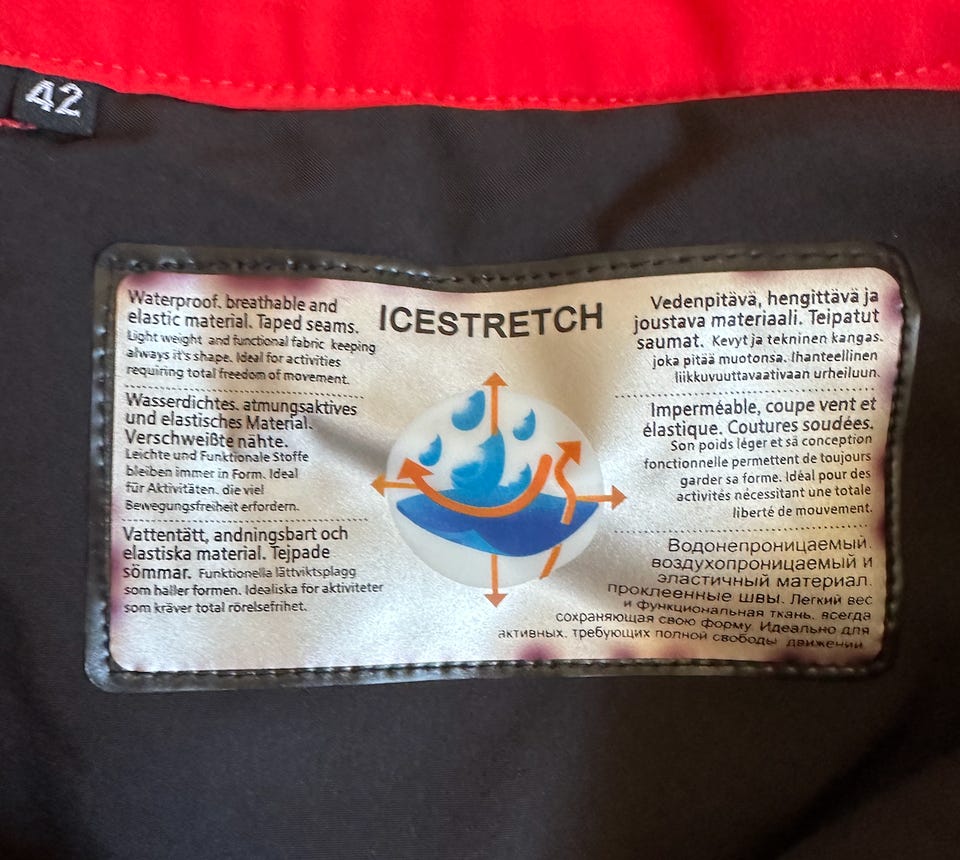 42
ICESTRETCH
Waterproof. breathable and
elastic material. Taped seams.
Light weight and functional fabric keeping
always it's shape. Ideal for activities
requiring total freedom of movement.
Wasserdichtes. atmungsaktives
und elastisches Material.
Verschweißte nähte.
Leichte und Funktionale Stoffe
bleiben immer in Form. Ideal
für Aktivitäten. die viel
Bewegungsfreiheit erfordern.
Vattentätt, andningsbart och
elastiska material. Tejpade
sömmar. Funktionella lättviktsplagg
som håller formen. Idealiska för aktiviteter
som kräver total rörelsefrihet.
Vedenpitävä, hengittävä ja
joustava materiaali. Teipatut
saumat. Kevyt ja tekninen kangas.
joka pitää muotonsa. Ihanteellinen
liikkuvuuttavaativaan urheiluun.
Imperméable, coupe vent et
élastique. Coutures soudées.
Son poids léger et sa conception
fonctionnelle permettent de toujours
garder sa forme. Idéal pour des
activités nécessitant une totale
liberté de mouvement.
Водонепроницаемый.
воздухопроницаемый и
эластичный материал.
проклеенные швы. Легкий вес
и функциональная ткань. всегда
сохраняющая свою форму. Идеально для
активных. требующих полной свободы движений.